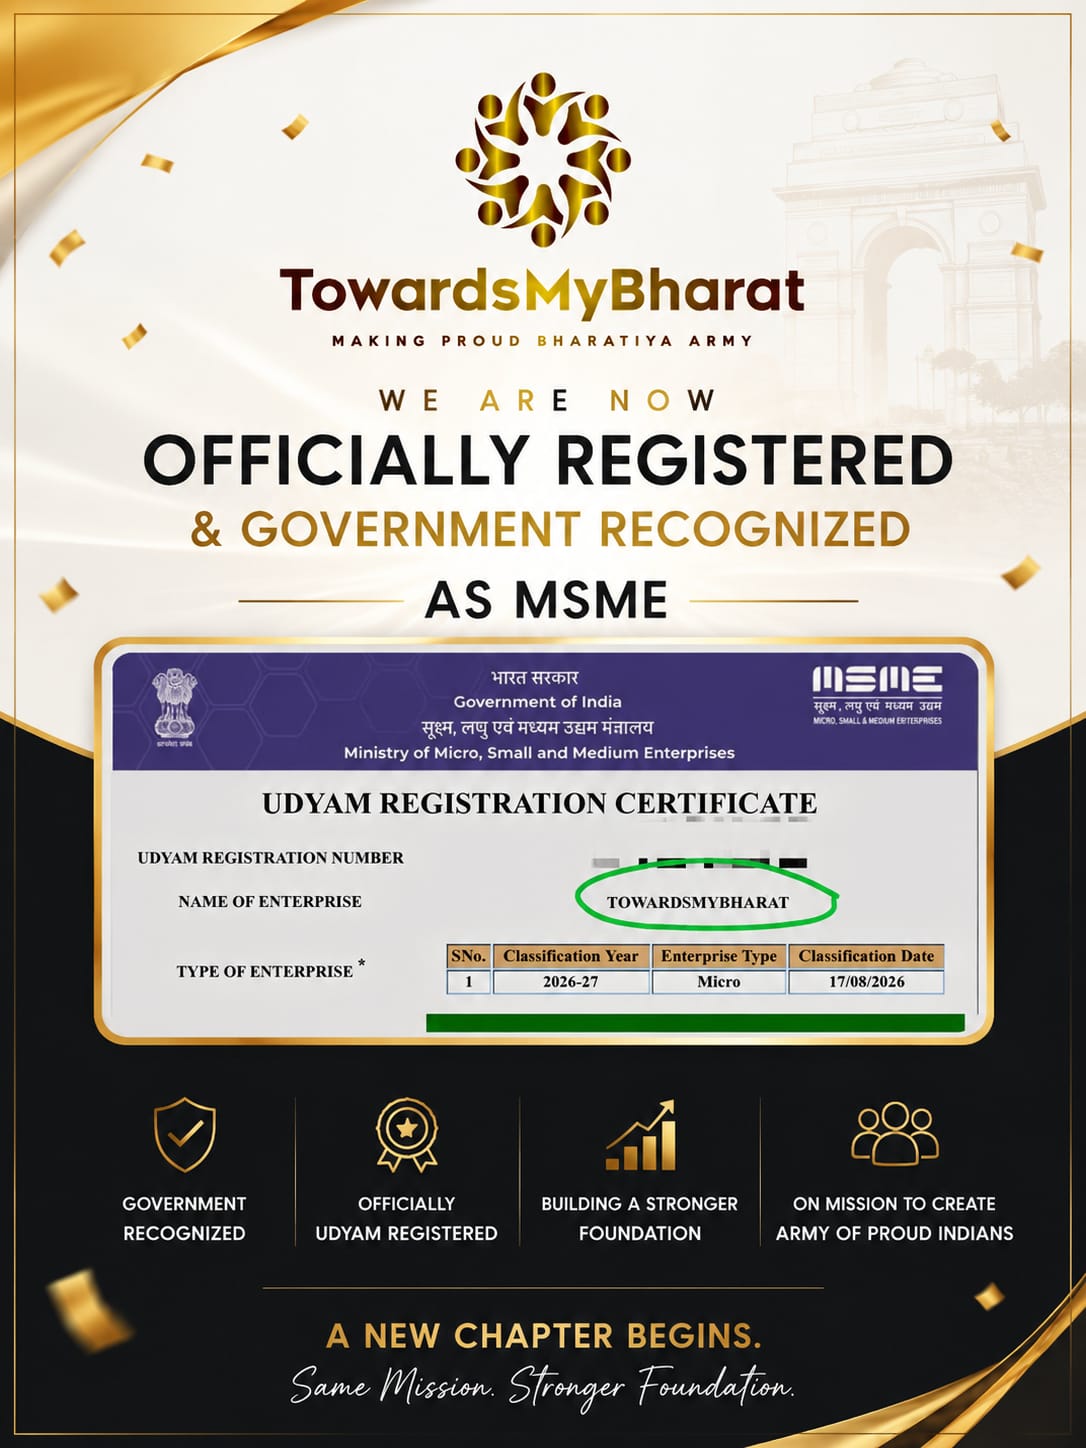 TowardsMyBharat
MAKING PROUD BHARATIYA ARMY
WE ARE NOW
OFFICIALLY REGISTERED
& GOVERNMENT RECOGNIZED
AS MSME
भारत सरकार
Government of India
सूक्ष्म, लघु एवं मध्यम उद्यम मंत्रालय
Ministry of Micro, Small and Medium Enterprises
MSME
सूक्ष्म, लघु एवं मध्यम उद्यम
MICRO, SMALL & MEDIUM ENTERPRISES
UDYAM REGISTRATION CERTIFICATE
UDYAM REGISTRATION NUMBER
NAME OF ENTERPRISE TOWARDSMYBHARAT
TYPE OF ENTERPRISE *
SNo. Classification Year Enterprise Type Classification Date
1 2026-27 Micro 17/08/2026
GOVERNMENT
RECOGNIZED
OFFICIALLY
UDYAM REGISTERED
BUILDING A STRONGER
FOUNDATION
ON MISSION TO CREATE
ARMY OF PROUD INDIANS
A NEW CHAPTER BEGINS.
Same Mission. Stronger Foundation.